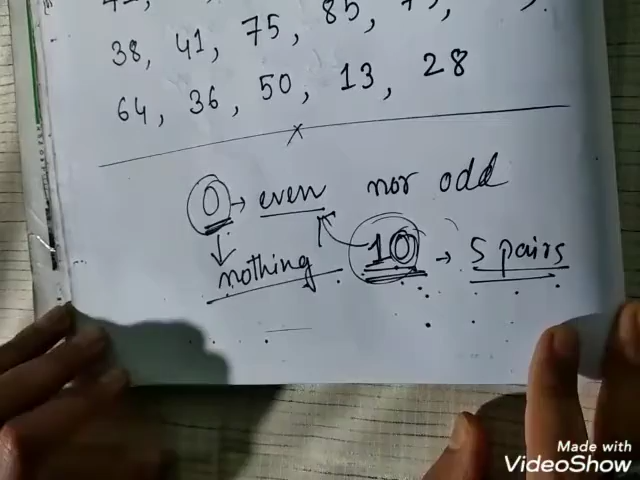 38, 41, 75, 85,
64, 36, 50, 13, 28
x
0 → even nor odd
nothing 10 → 5 pairs
Made with
VideoShow